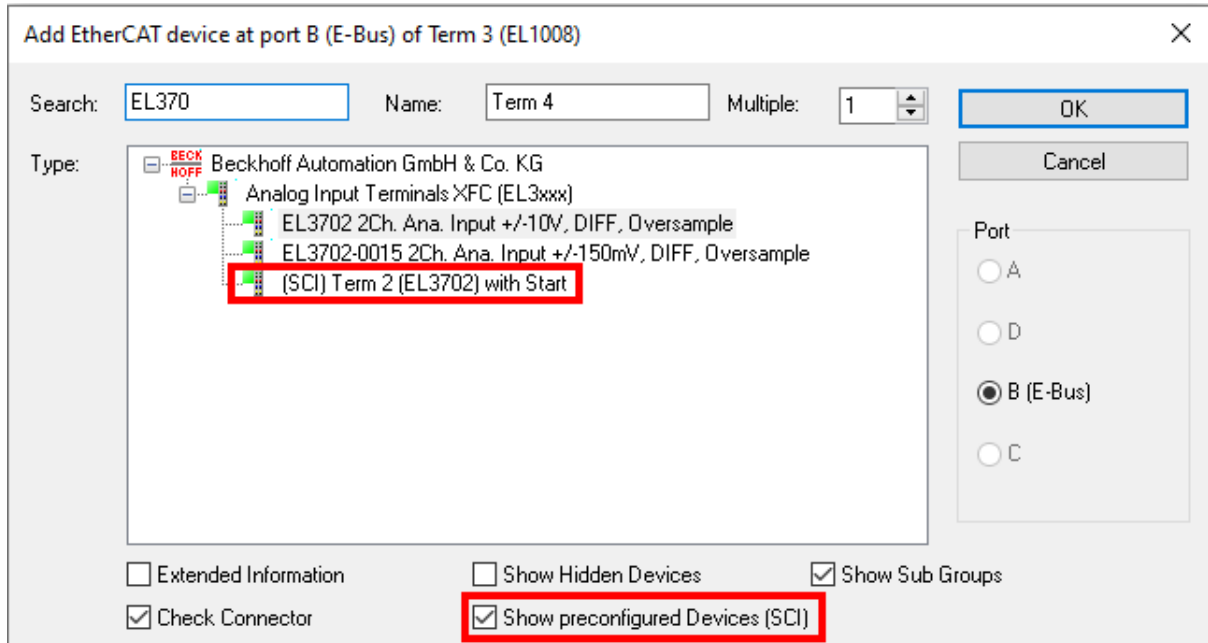 Add EtherCAT device at port B (E-Bus) of Term 3 (EL1008)
Search: EL370 Name: Term 4 Multiple: 1 OK
Type: BECKHOFF Beckhoff Automation GmbH & Co. KG Cancel
Analog Input Terminals XFC (EL3xxx)
EL3702 2Ch. Ana. Input +/-10V, DIFF, Oversample
EL3702-0015 2Ch. Ana. Input +/-150mV, DIFF, Oversample
(SCI) Term 2 (EL3702) with Start
Port
A
D
B (E-Bus)
C
Extended Information Show Hidden Devices Show Sub Groups
Check Connector Show preconfigured Devices (SCI)